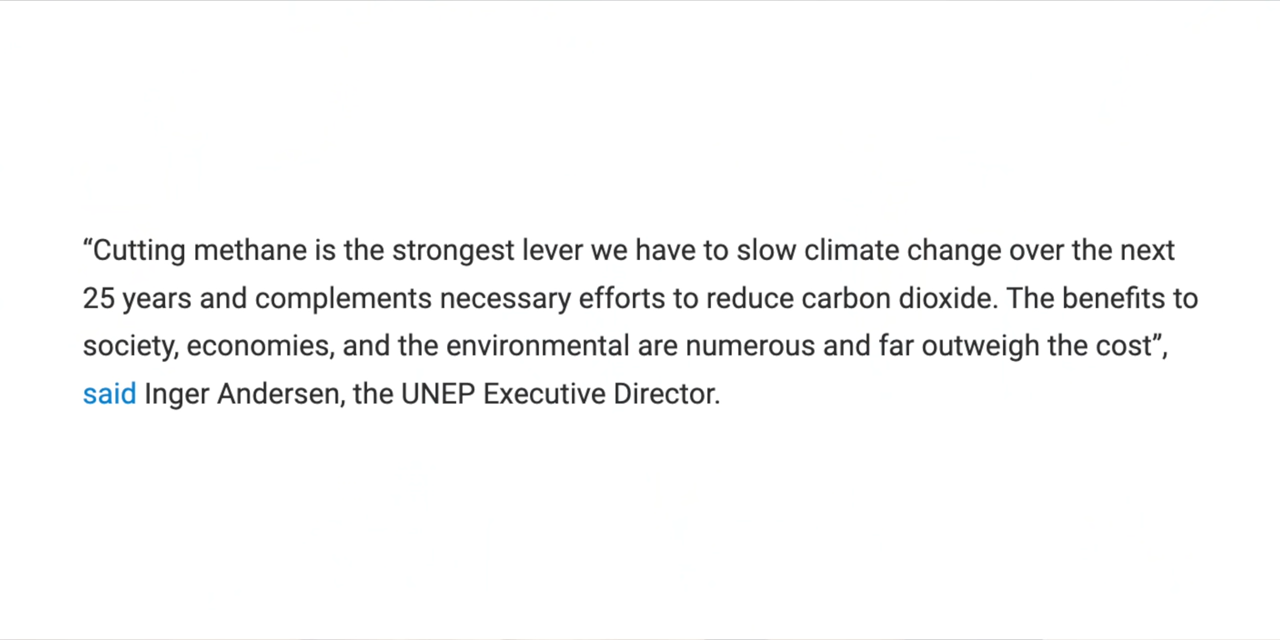 “Cutting methane is the strongest lever we have to slow climate change over the next
25 years and complements necessary efforts to reduce carbon dioxide. The benefits to
society, economies, and the environmental are numerous and far outweigh the cost”,
said Inger Andersen, the UNEP Executive Director.